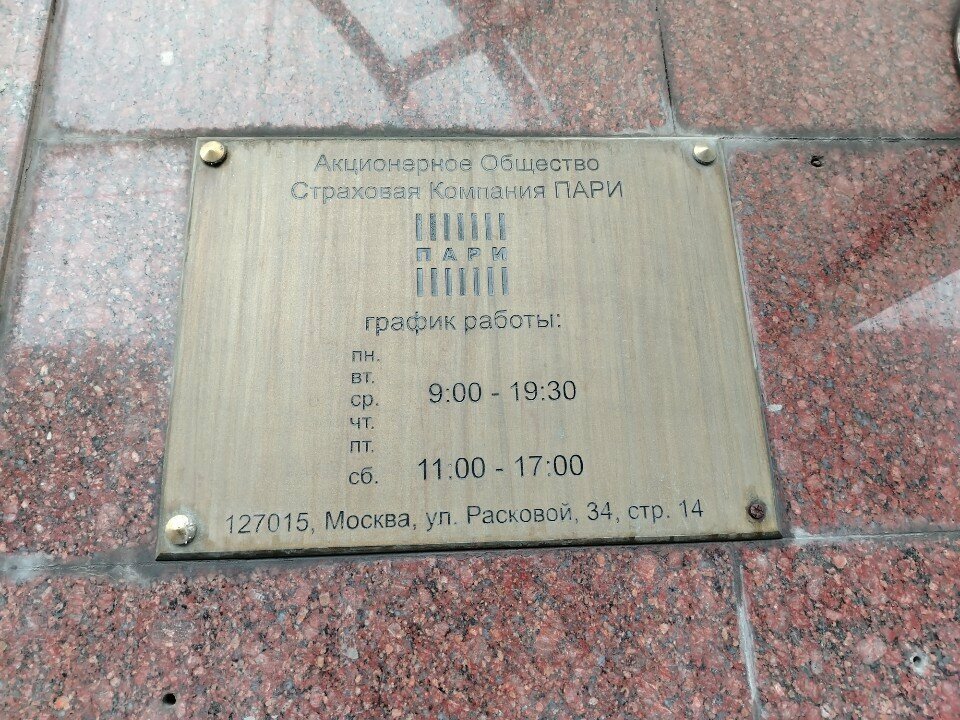 Акционерное Общество
Страховая Компания ПАРИ
ПАРИ
график работы:
пн.
вт.
ср. 9:00 - 19:30
чт.
пт.
сб. 11:00 - 17:00
127015, Москва, ул. Расковой, 34, стр. 14